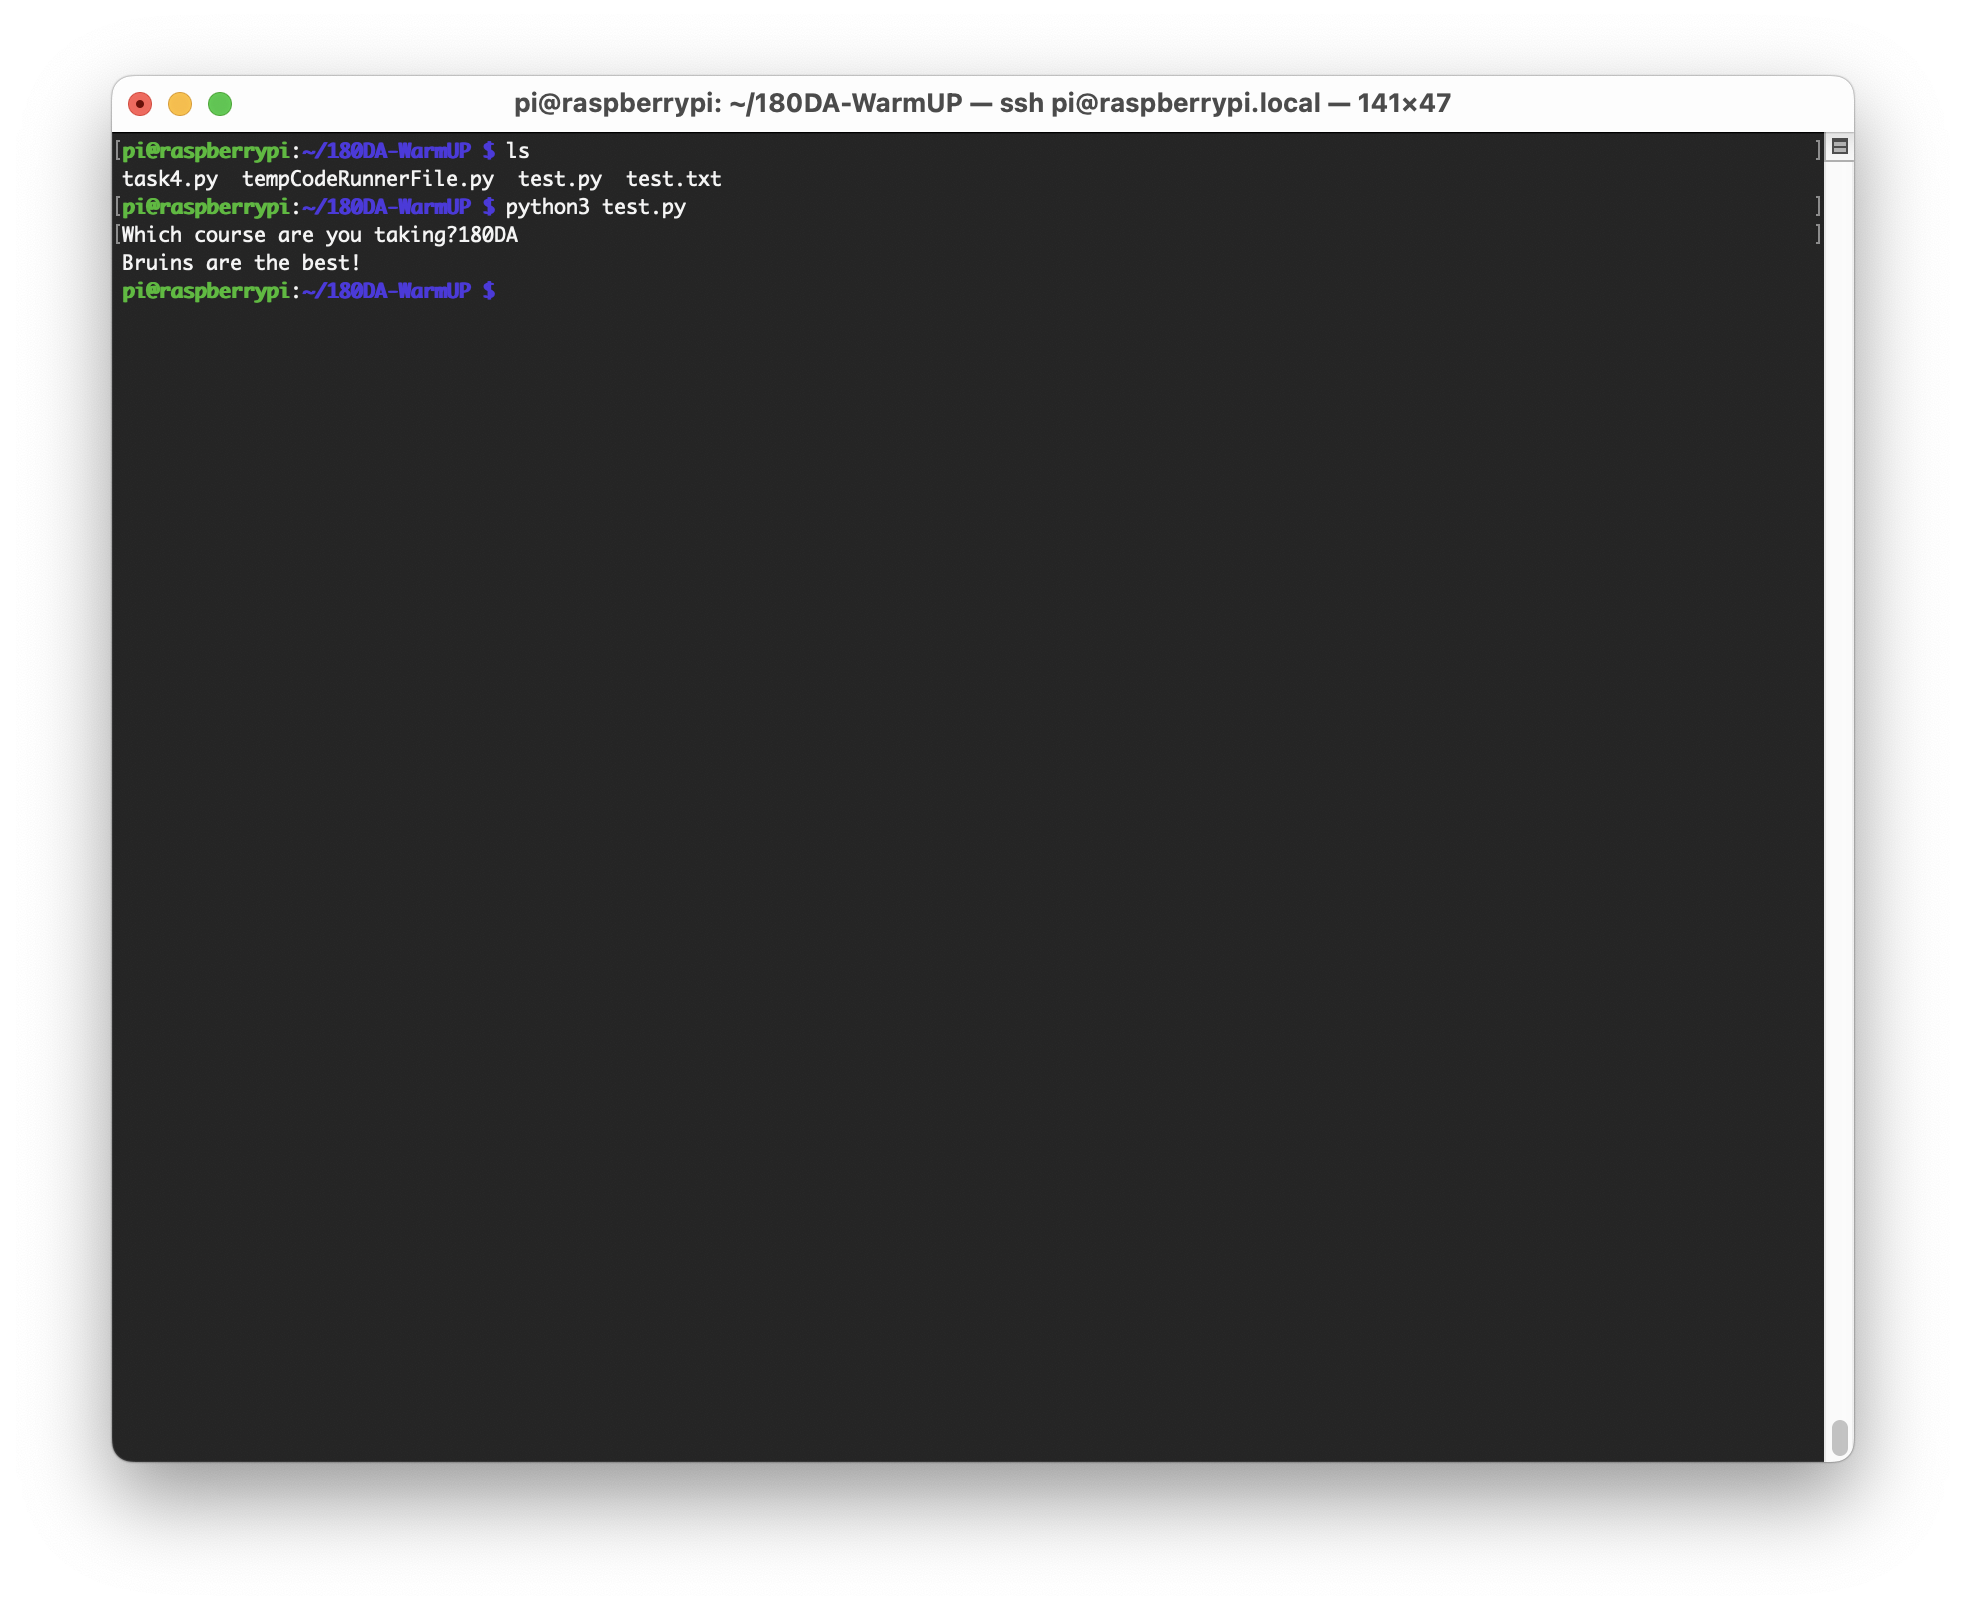 pi@raspberrypi: ~/180DA-WarmUP — ssh pi@raspberrypi.local — 141×47
[pi@raspberrypi:~/180DA-WarmUP $ ls ]
task4.py  tempCodeRunnerFile.py  test.py  test.txt
[pi@raspberrypi:~/180DA-WarmUP $ python3 test.py ]
[Which course are you taking?180DA ]
Bruins are the best!
pi@raspberrypi:~/180DA-WarmUP $